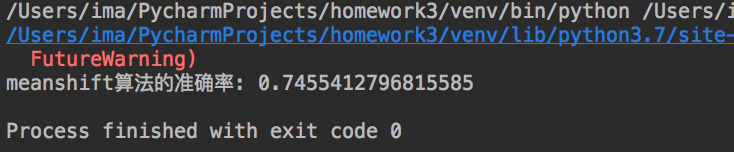 /Users/ima/PycharmProjects/homework3/venv/bin/python /Users/i
/Users/ima/PycharmProjects/homework3/venv/lib/python3.7/site-
FutureWarning)
meanshift算法的准确率: 0.7455412796815585
Process finished with exit code 0